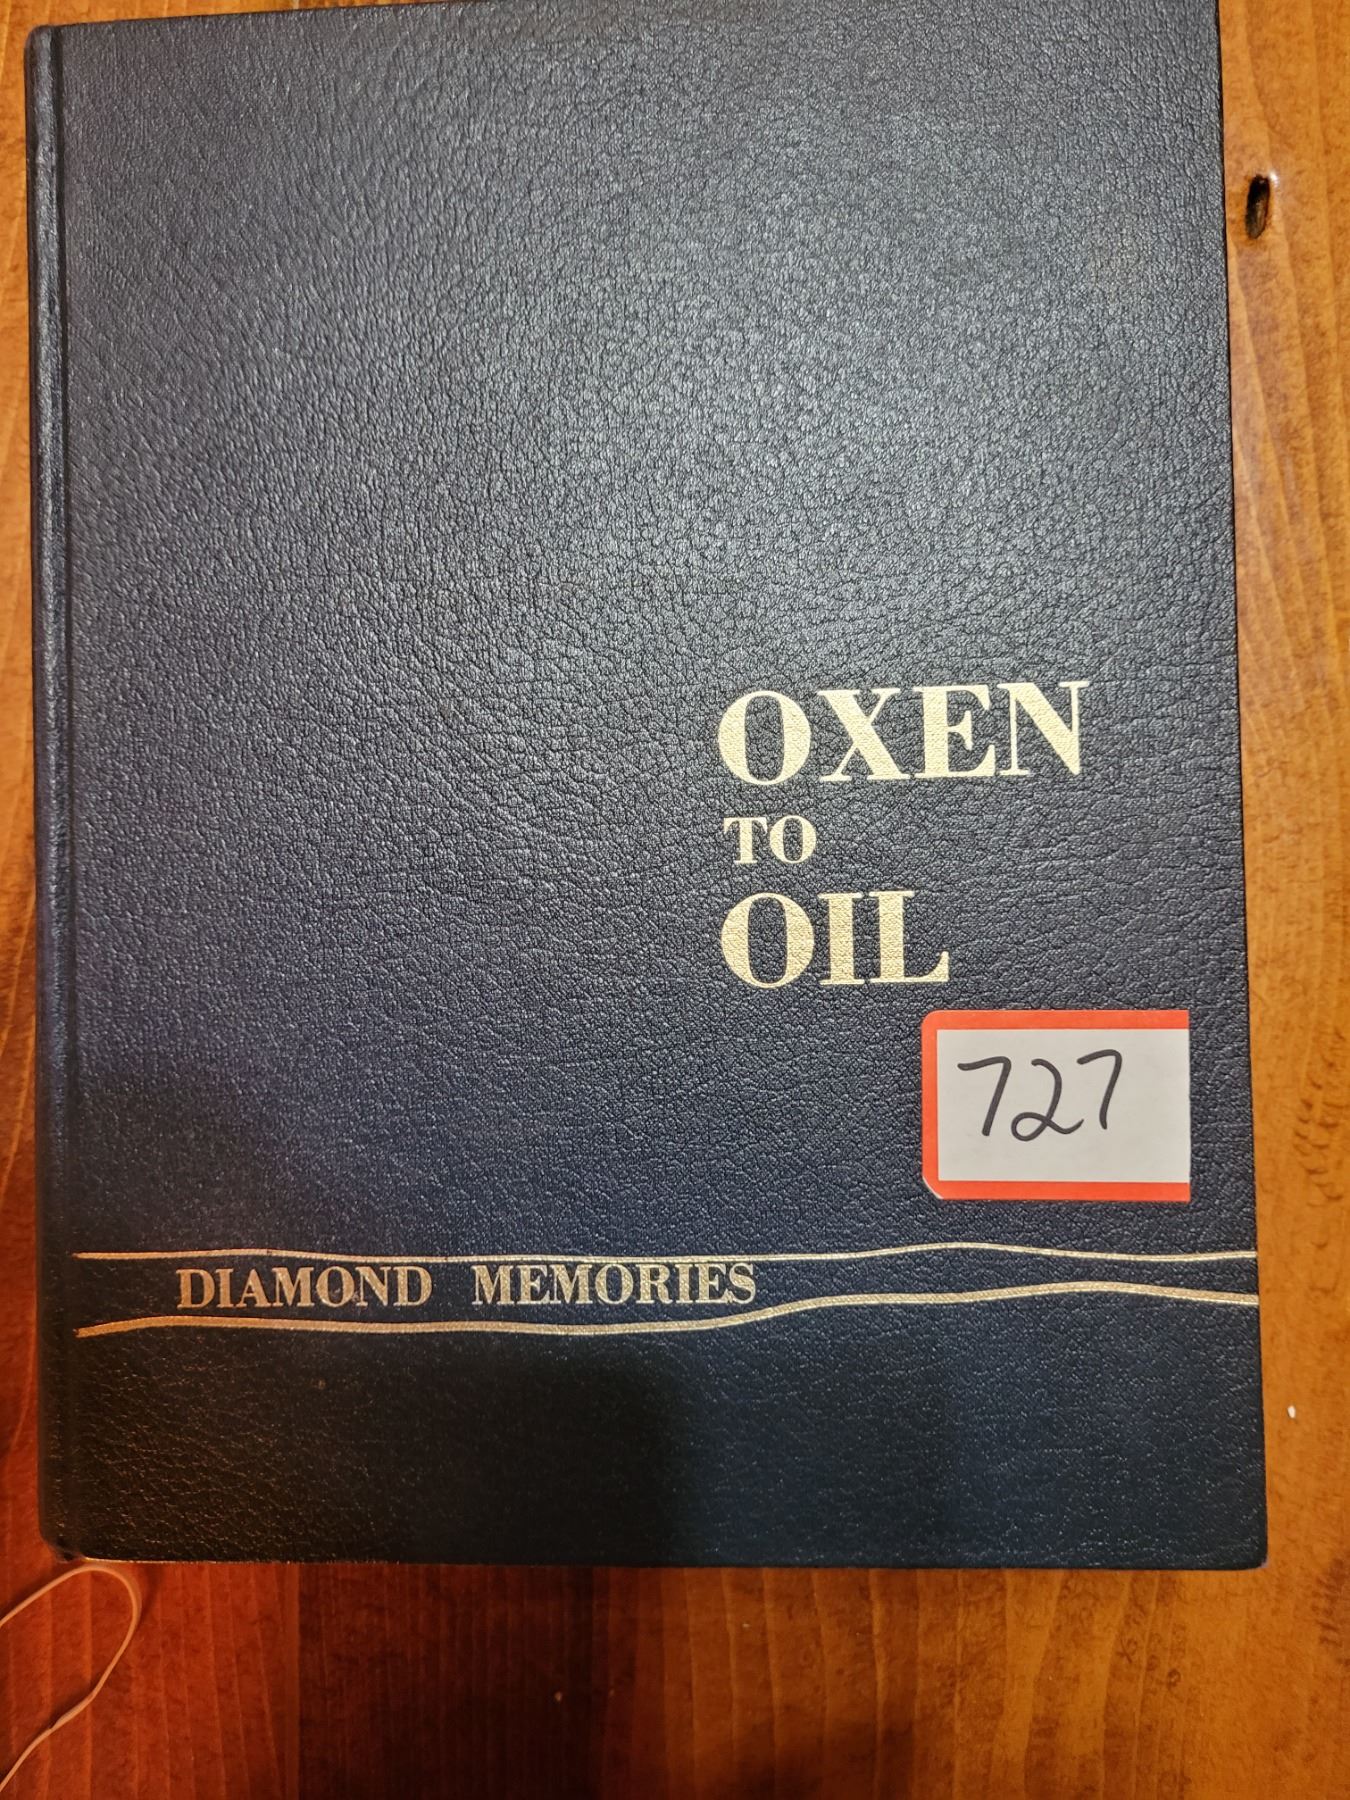 OXEN
TO
OIL
727
DIAMOND MEMORIES